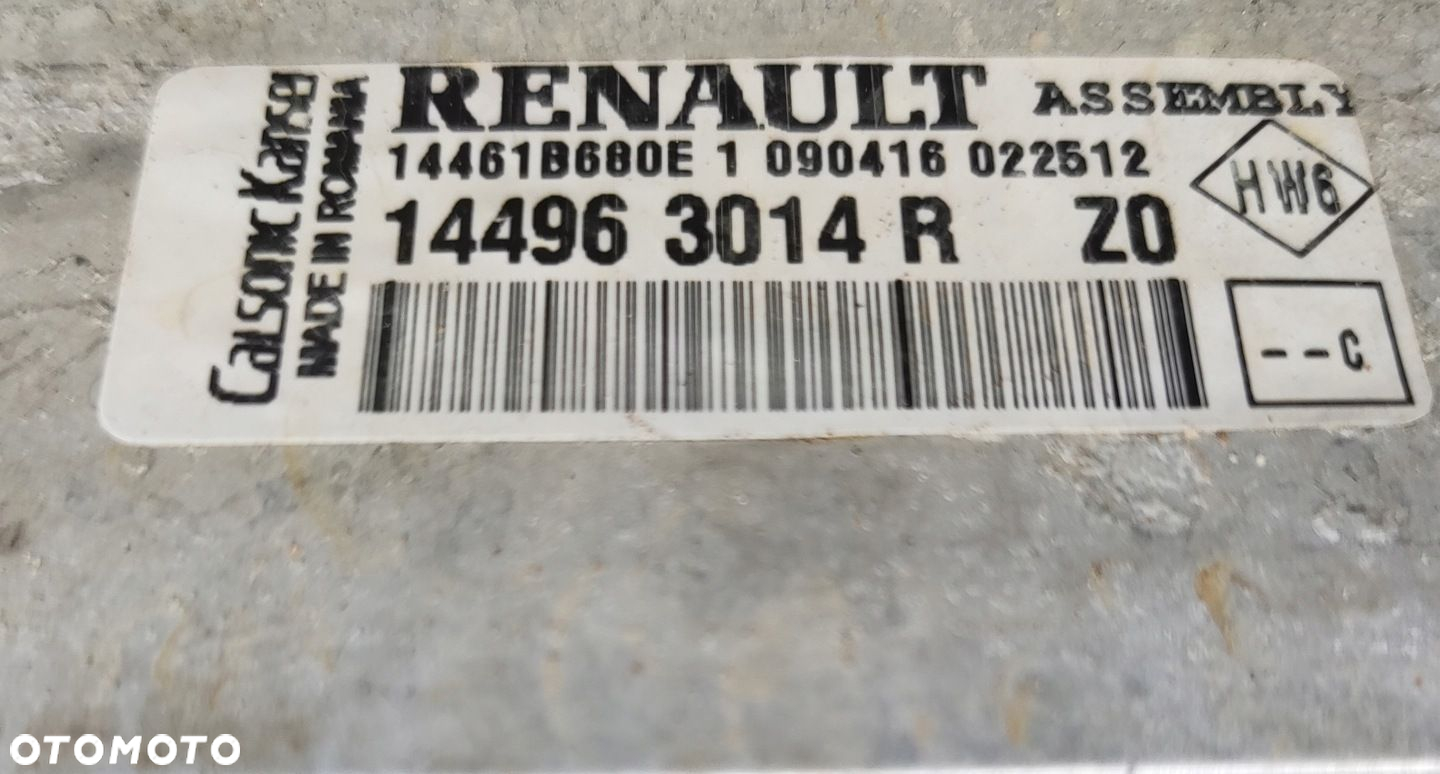 RENAULT ASSEMBLY
14461B680E 1 090416 022512
14496 3014 R Z0
HW6
--C
Calsonic Kansei
MADE IN ROMANIA
OTOMOTO